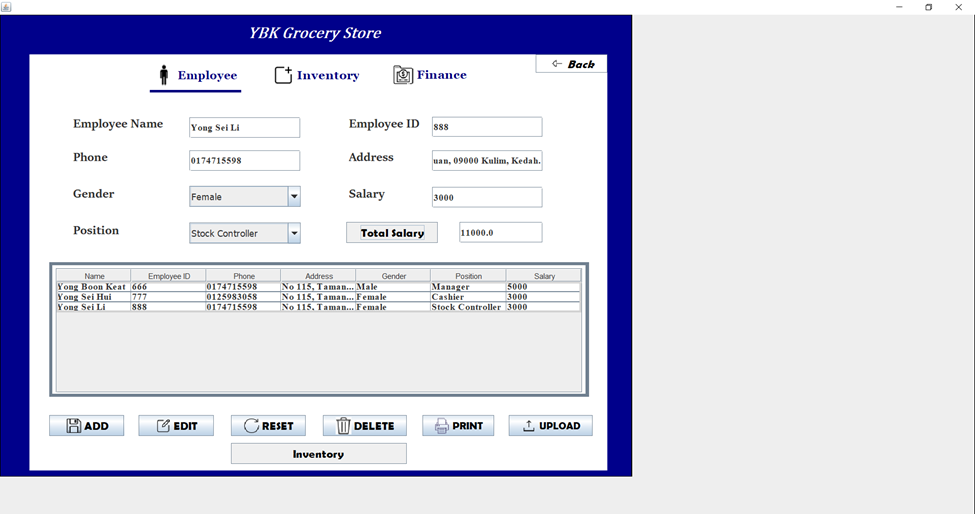 YBK Grocery Store
Back
Employee Inventory Finance
Employee Name Yong Sei Li Employee ID 888
Phone 0174715598 Address uan, 09000 Kulim, Kedah.
Gender Female Salary 3000
Position Stock Controller Total Salary 11000.0
Name Employee ID Phone Address Gender Position Salary
Yong Boon Keat 666 0174715598 No 115, Taman... Male Manager 5000
Yong Sei Hui 777 0125983058 No 115, Taman... Female Cashier 3000
Yong Sei Li 888 0174715598 No 115, Taman... Female Stock Controller 3000
ADD EDIT RESET DELETE PRINT UPLOAD
Inventory